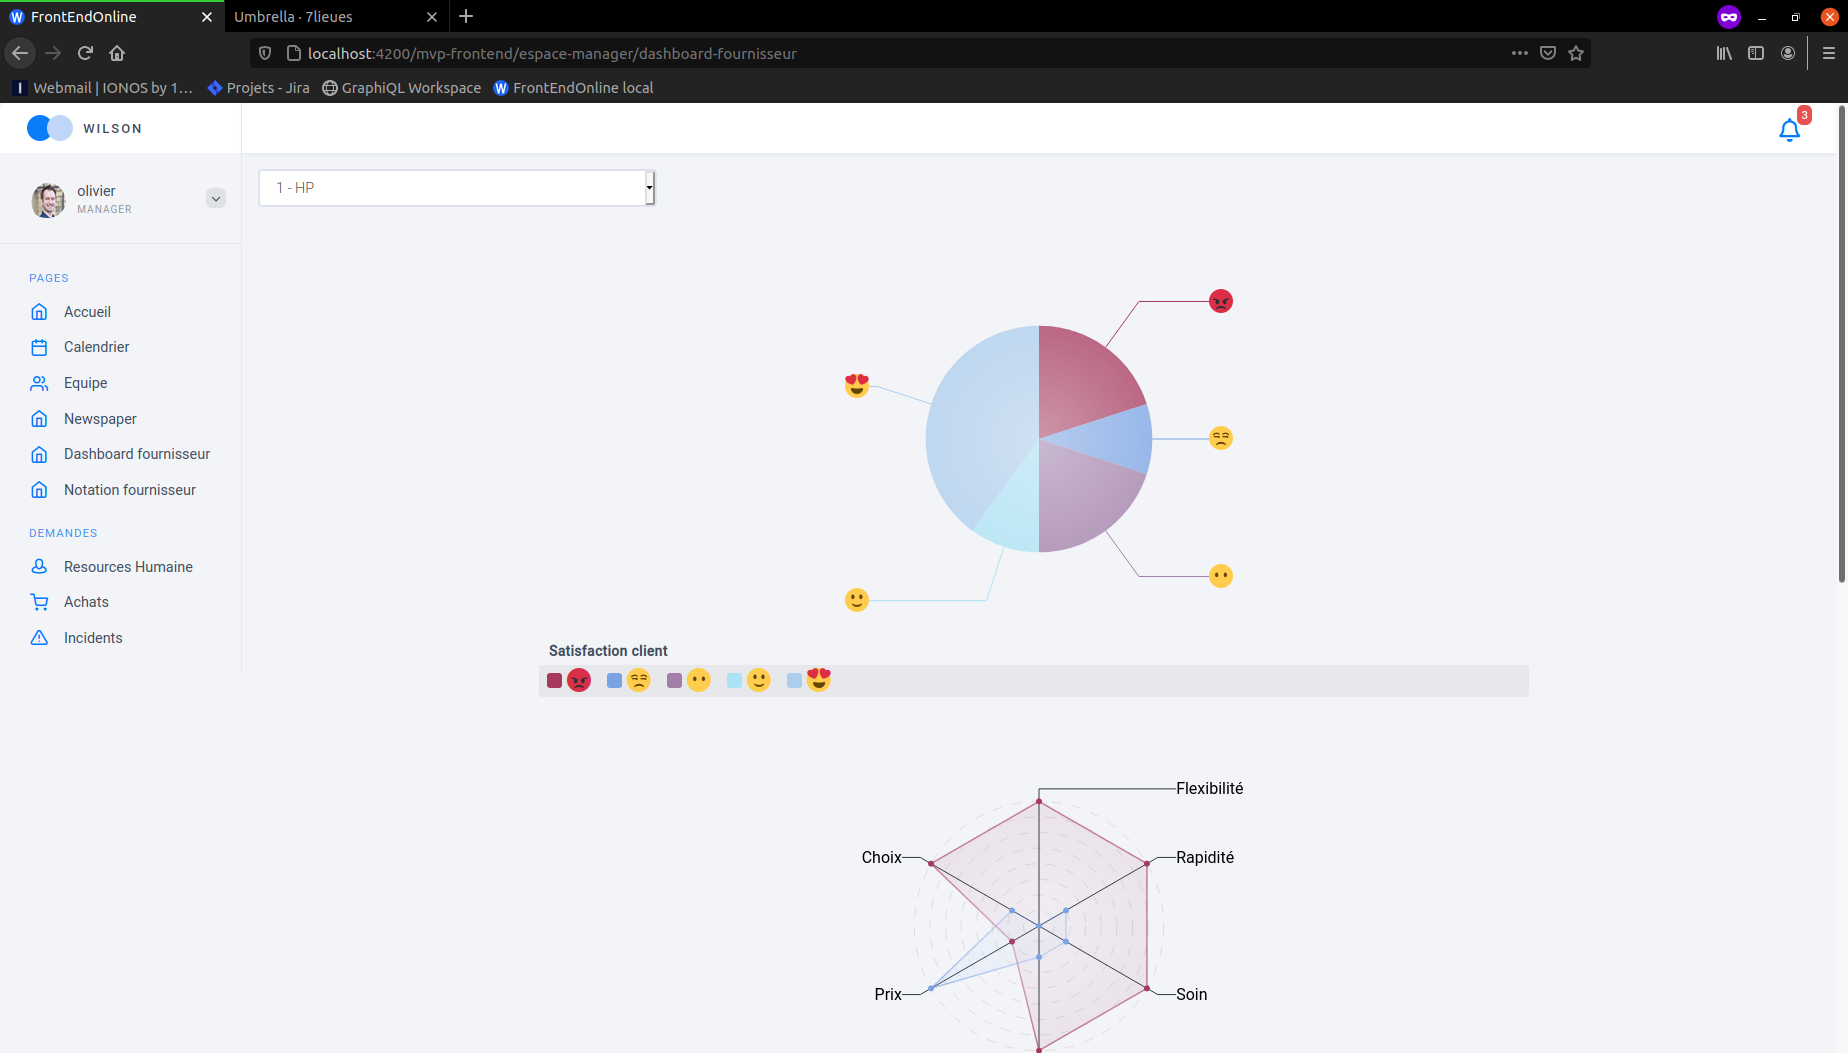 FrontEndOnline
Umbrella · 7lieues
localhost:4200/mvp-frontend/espace-manager/dashboard-fournisseur
Webmail | IONOS by 1…
Projets - Jira
GraphiQL Workspace
FrontEndOnline local
WILSON
3
olivier
MANAGER
1 - HP
PAGES
Accueil
Calendrier
Equipe
Newspaper
Dashboard fournisseur
Notation fournisseur
DEMANDES
Resources Humaine
Achats
Incidents
Satisfaction client
Flexibilité
Choix
Rapidité
Prix
Soin